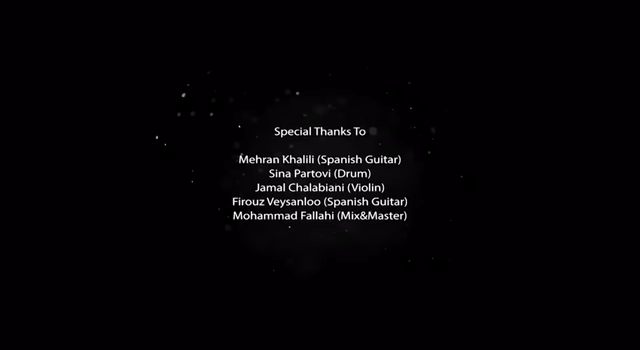 Special Thanks To
Mehran Khalili (Spanish Guitar)
Sina Partovi (Drum)
Jamal Chalabiani (Violin)
Firouz Veysanloo (Spanish Guitar)
Mohammad Fallahi (Mix&Master)